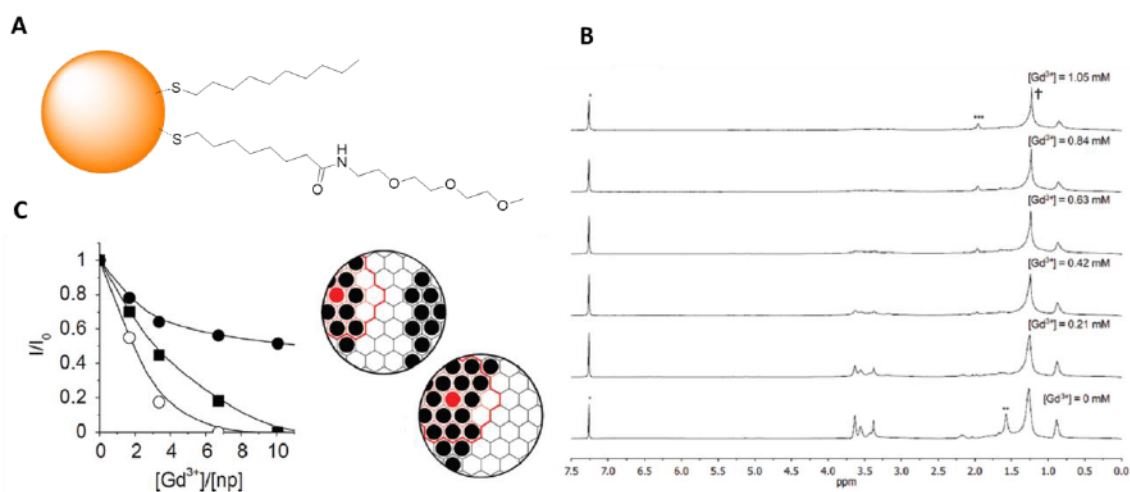 A
S
S
H
N
O
O
O
O
B
[Gd³⁺] = 1.05 mM
†
*
***
[Gd³⁺] = 0.84 mM
[Gd³⁺] = 0.63 mM
[Gd³⁺] = 0.42 mM
[Gd³⁺] = 0.21 mM
[Gd³⁺] = 0 mM
*
**
7.5 7.0 6.5 6.0 5.5 5.0 4.5 4.0 3.5 3.0 2.5 2.0 1.5 1.0 0.5 0.0
ppm
C
I/I₀
1
0.8
0.6
0.4
0.2
0
0 2 4 6 8 10
[Gd³⁺]/[np]